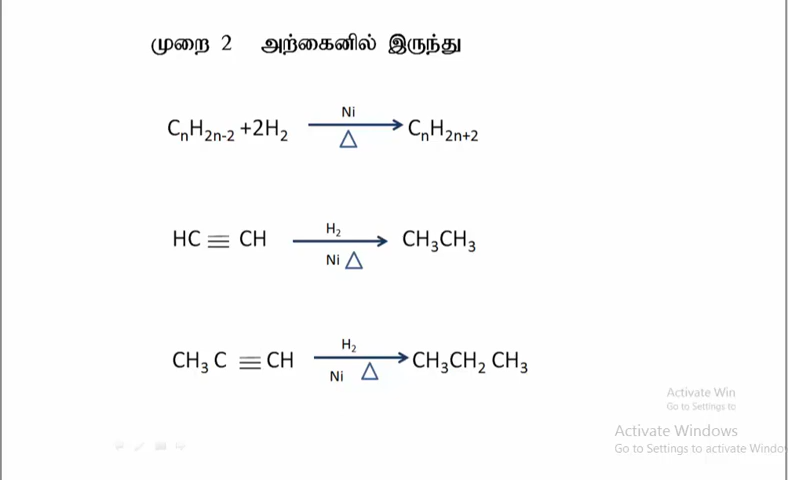 முறை 2 அற்கைனில் இருந்து
CₙH₂ₙ₋₂ +2H₂ Ni △ CₙH₂ₙ₊₂
HC ≡ CH H₂ Ni △ CH₃CH₃
CH₃ C ≡ CH H₂ Ni △ CH₃CH₂ CH₃
Activate Win
Go to Settings to
Activate Windows
Go to Settings to activate Windo